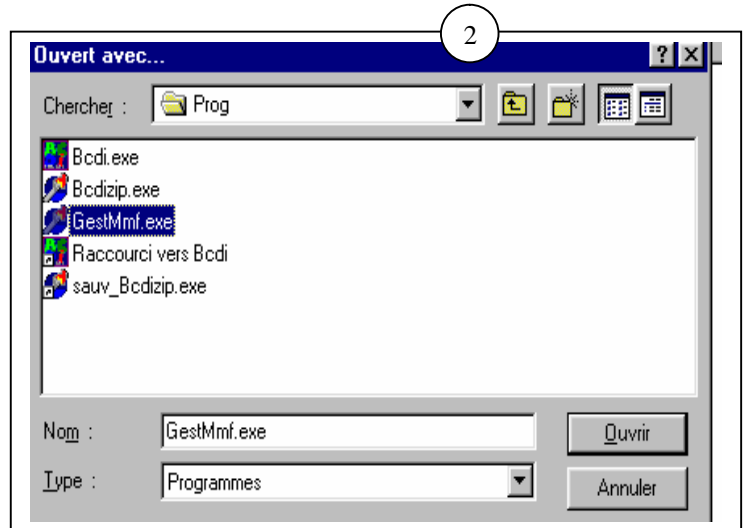 2
Ouvert avec...
Chercher : Prog
Bcdi.exe
Bcdizip.exe
GestMmf.exe
Raccourci vers Bcdi
sauv_Bcdizip.exe
Nom : GestMmf.exe Ouvrir
Type : Programmes Annuler